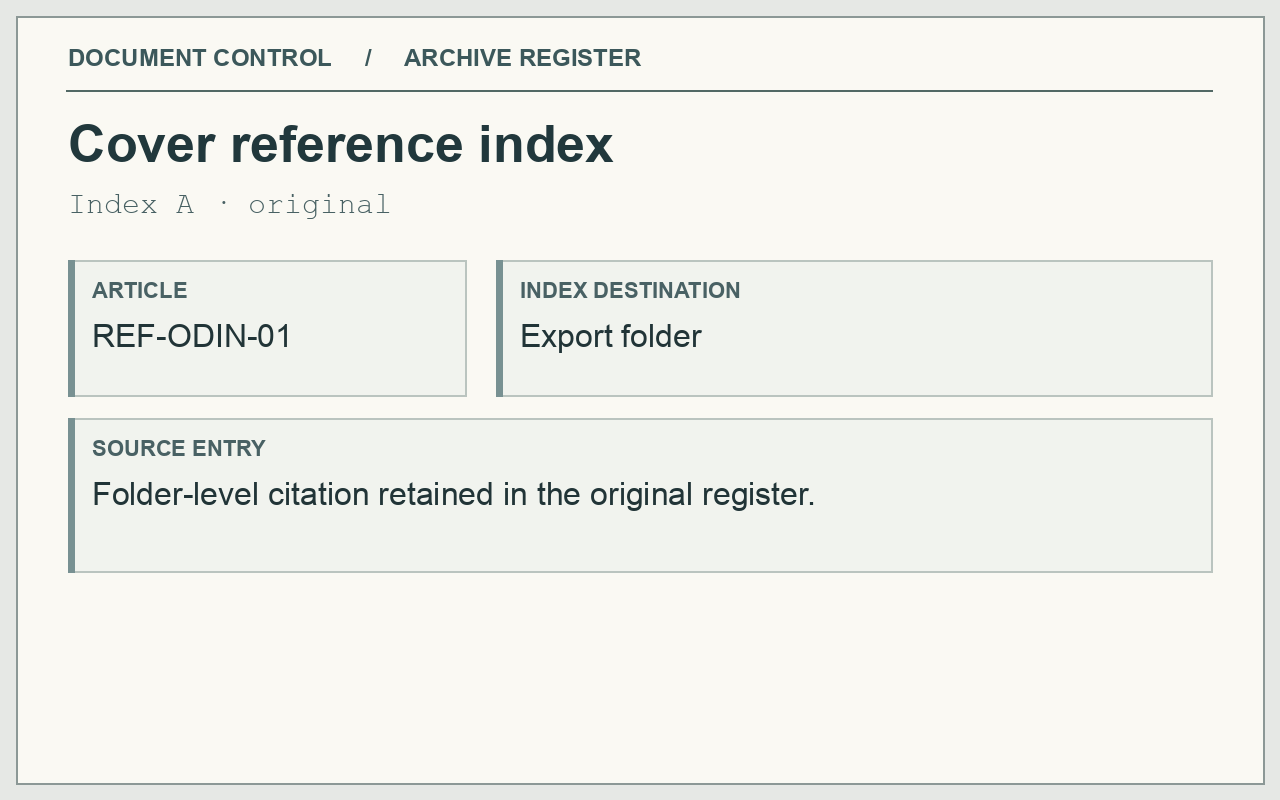 DOCUMENT CONTROL / ARCHIVE REGISTER
Cover reference index
Index A · original
ARTICLE
REF-ODIN-01
INDEX DESTINATION
Export folder
SOURCE ENTRY
Folder-level citation retained in the original register.